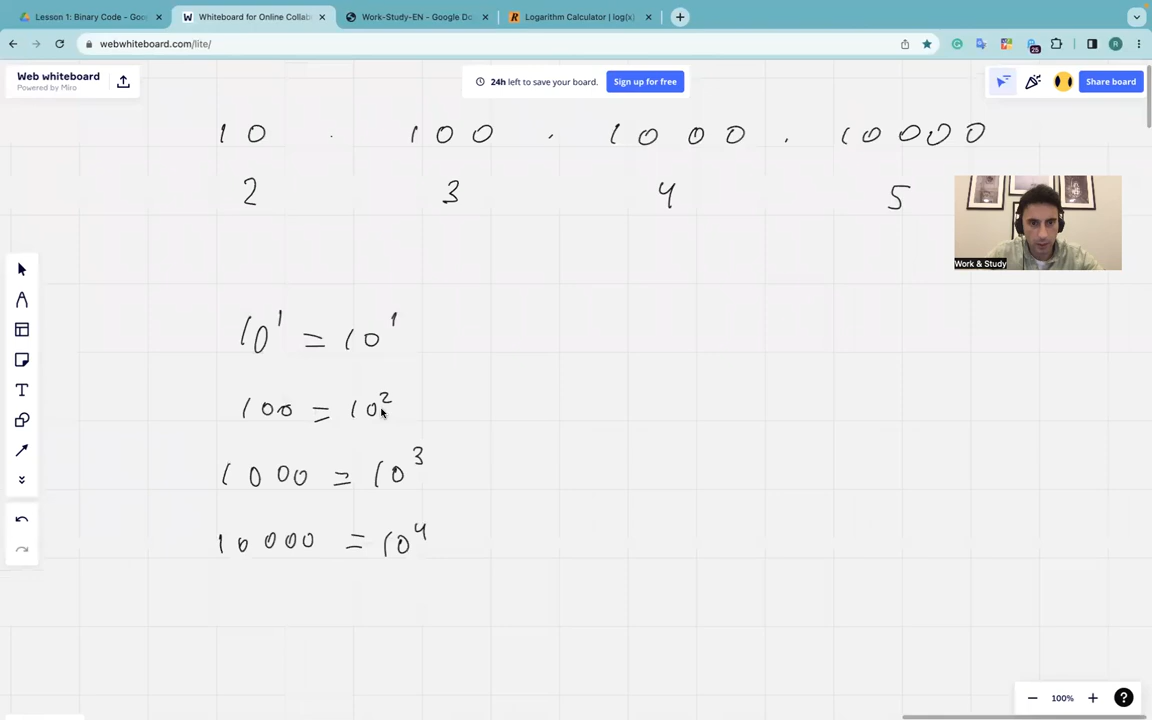 Lesson 1: Binary Code - Goo
Whiteboard for Online Collab
Work-Study-EN - Google Do
Logarithm Calculator | log(x)
webwhiteboard.com/lite/
25
R
Web whiteboard
Powered by Miro
24h left to save your board.
Sign up for free
Share board
10 . 100 . 1000 . 10000
2 3 4 5
Work & Study
10¹ = 10¹
100 = 10²
1000 = 10³
10000 = 10⁴
T
100%